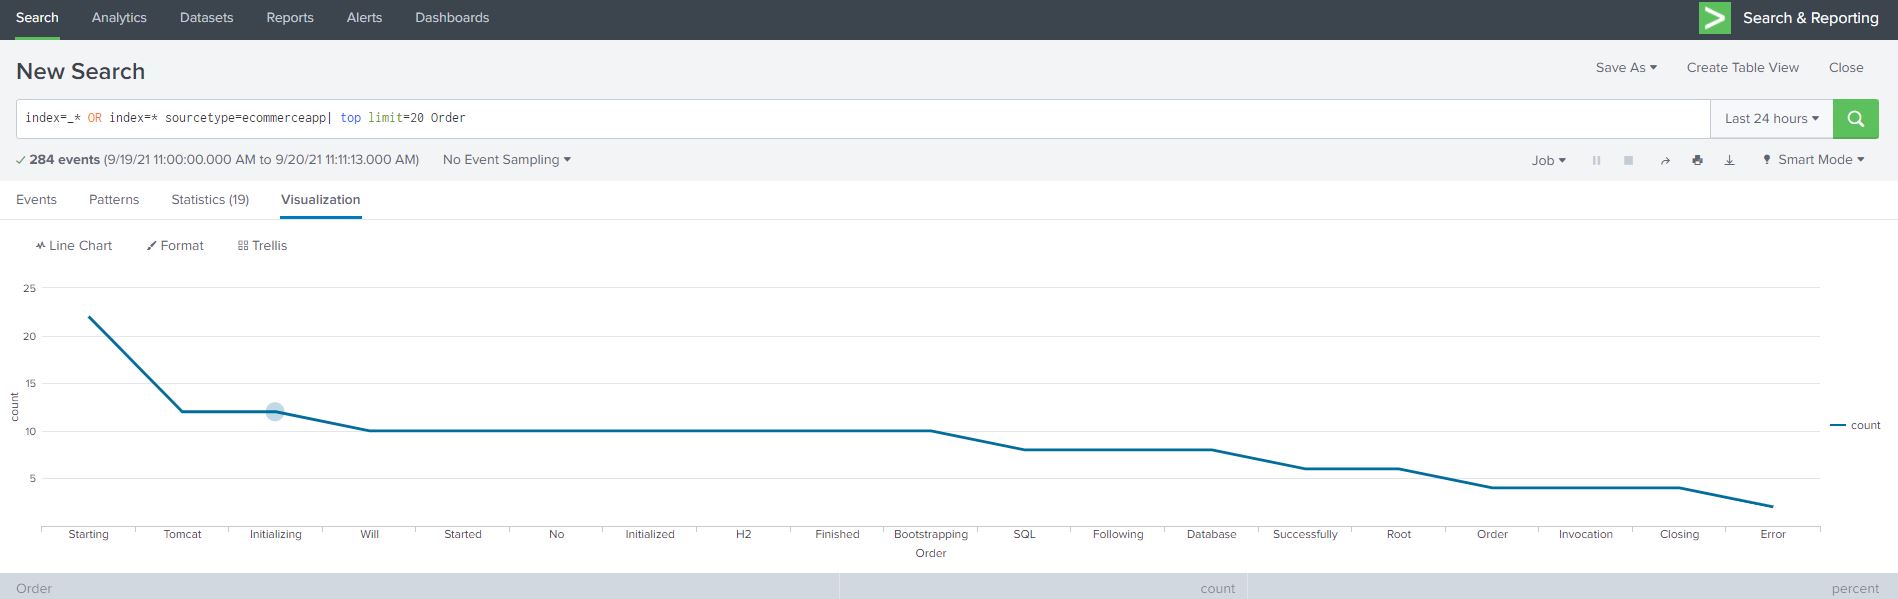 Search Analytics Datasets Reports Alerts Dashboards Search & Reporting
New Search Save As Create Table View Close
index=_* OR index=* sourcetype=ecommerceapp| top limit=20 Order Last 24 hours
284 events (9/19/21 11:00:00.000 AM to 9/20/21 11:11:13.000 AM) No Event Sampling Job Smart Mode
Events Patterns Statistics (19) Visualization
Line Chart Format Trellis
25
20
15
count
10
5
count
Starting Tomcat Initializing Will Started No Initialized H2 Finished Bootstrapping SQL Following Database Successfully Root Order Invocation Closing Error
Order
Order count percent